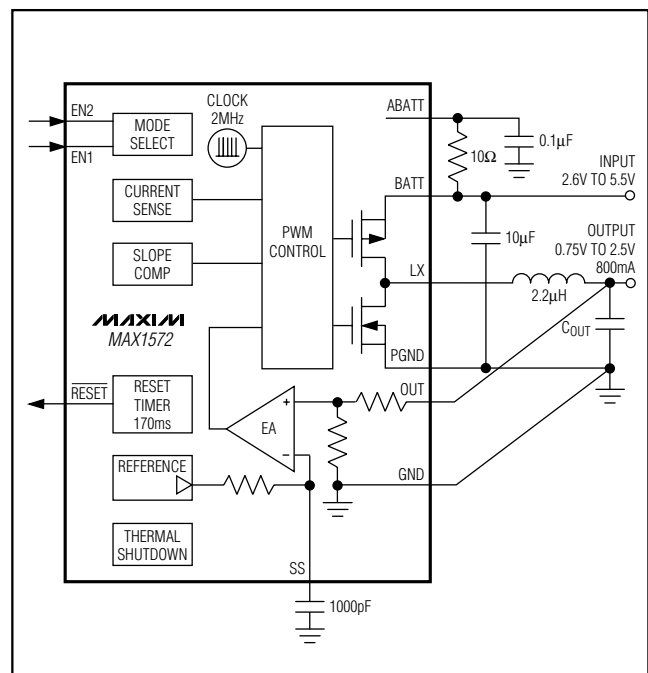 EN2
EN1
MODE
SELECT
CLOCK
2MHz
CURRENT
SENSE
SLOPE
COMP
PWM
CONTROL
MAXIM
MAX1572
RESET
RESET
TIMER
170ms
REFERENCE
THERMAL
SHUTDOWN
EA
+
−
SS
1000pF
ABATT
10Ω
0.1μF
BATT
INPUT
2.6V TO 5.5V
10μF
LX
2.2μH
OUTPUT
0.75V TO 2.5V
800mA
COUT
PGND
OUT
GND